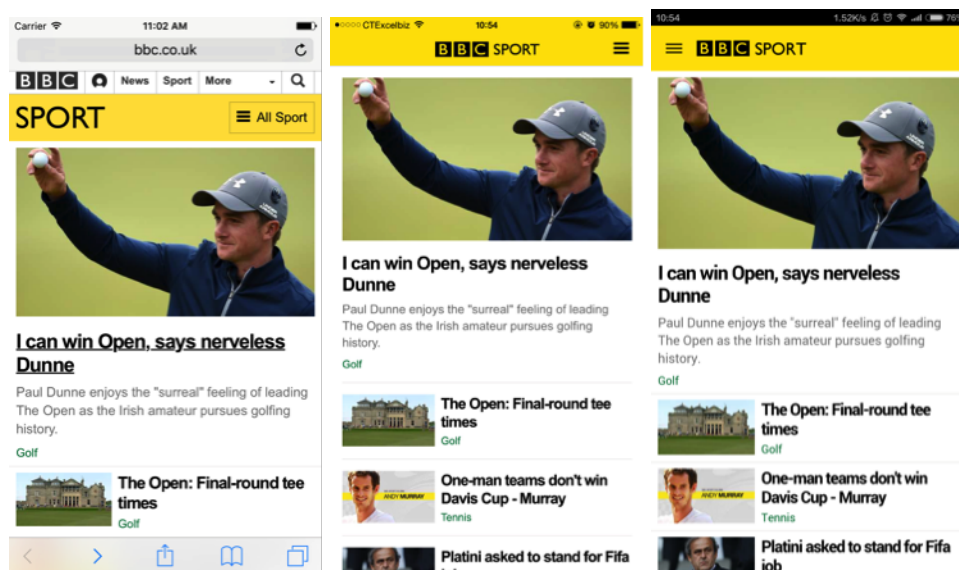 Carrier 11:02 AM
bbc.co.uk
BBC News Sport More
SPORT All Sport
I can win Open, says nerveless
Dunne
Paul Dunne enjoys the "surreal" feeling of leading
The Open as the Irish amateur pursues golfing
history.
Golf
The Open: Final-round tee
times
Golf
CTExcelbiz 10:54 90%
BBC SPORT
I can win Open, says nerveless
Dunne
Paul Dunne enjoys the "surreal" feeling of leading
The Open as the Irish amateur pursues golfing
history.
Golf
The Open: Final-round tee
times
Golf
ANDY MURRAY
One-man teams don't win
Davis Cup - Murray
Tennis
Platini asked to stand for Fifa
10:54 1.52K/s 76%
BBC SPORT
I can win Open, says nerveless
Dunne
Paul Dunne enjoys the "surreal" feeling of leading
The Open as the Irish amateur pursues golfing
history.
Golf
The Open: Final-round tee
times
Golf
ANDY MURRAY
One-man teams don't win
Davis Cup - Murray
Tennis
Platini asked to stand for Fifa
job